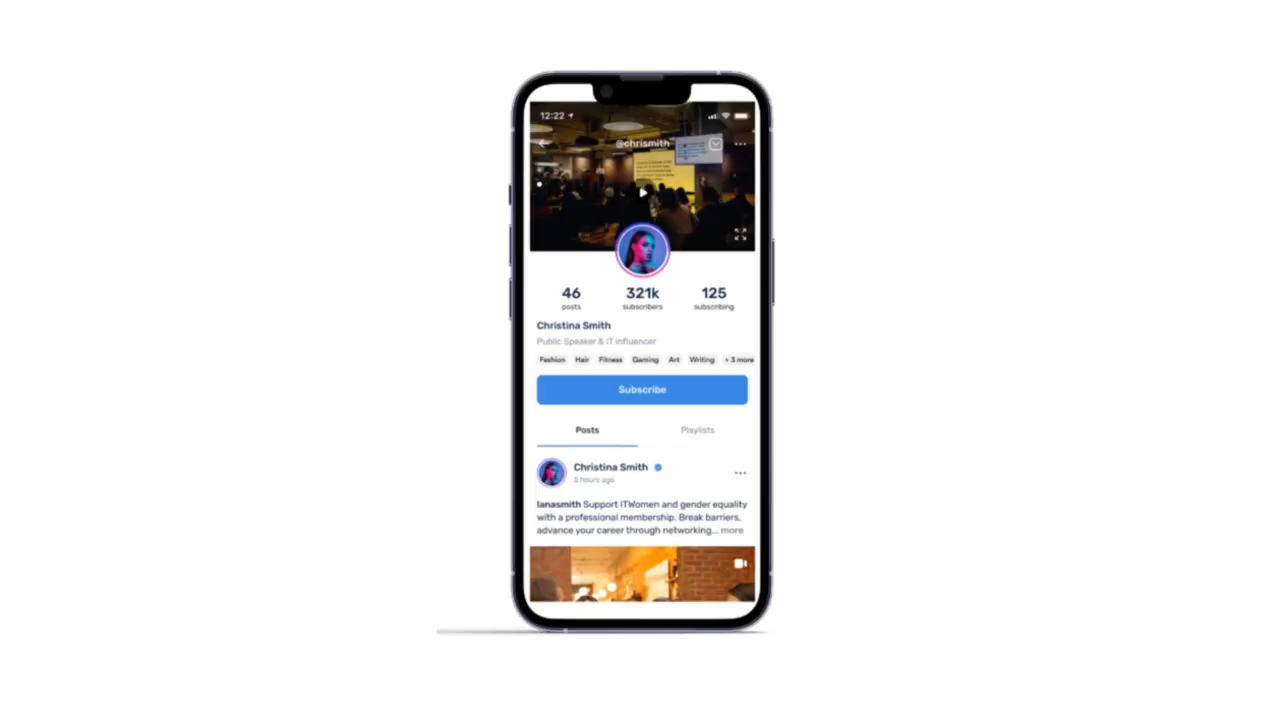 12:22
@chrismith
46 321k 125
posts subscribers subscribing
Christina Smith
Public Speaker & IT influencer
Fashion Hair Fitness Gaming Art Writing + 3 more
Subscribe
Posts Playlists
Christina Smith
5 hours ago
lanasmith Support ITWomen and gender equality
with a professional membership. Break barriers,
advance your career through networking... more